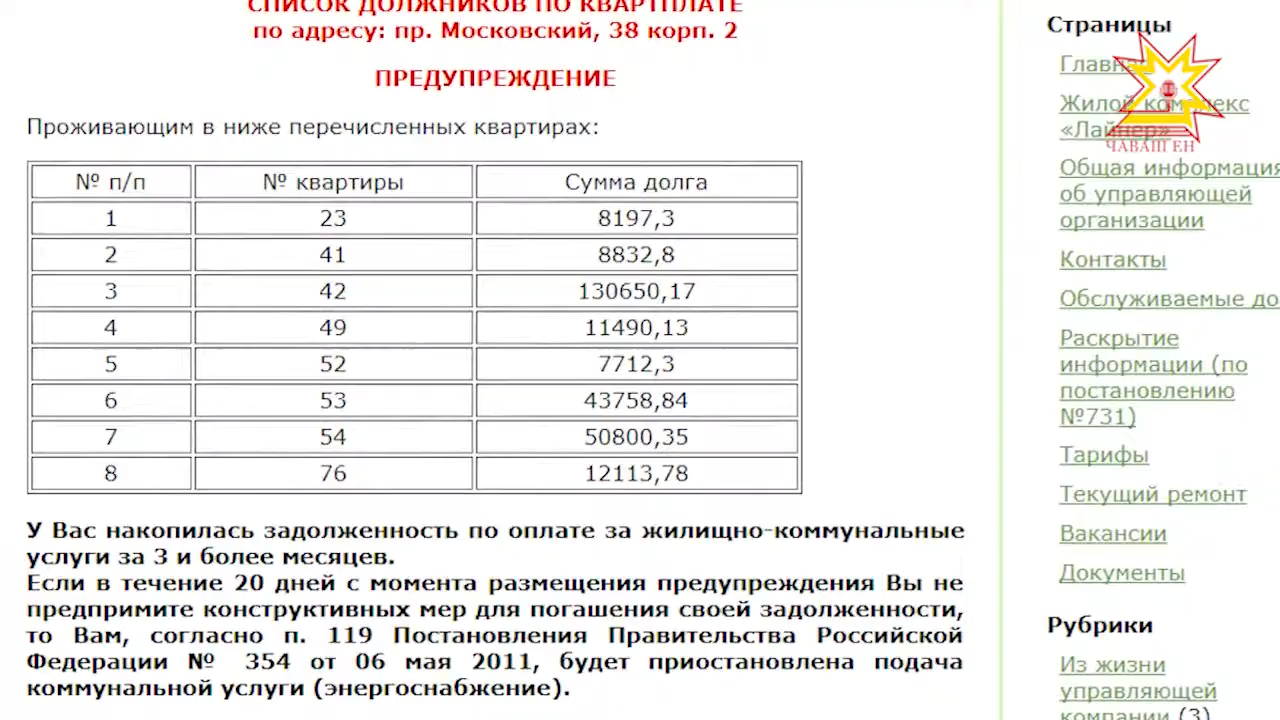 СПИСОК ДОЛЖНИКОВ ПО КВАРТПЛАТЕ
по адресу: пр. Московский, 38 корп. 2
ПРЕДУПРЕЖДЕНИЕ
Проживающим в ниже перечисленных квартирах:
№ п/п № квартиры Сумма долга
1 23 8197,3
2 41 8832,8
3 42 130650,17
4 49 11490,13
5 52 7712,3
6 53 43758,84
7 54 50800,35
8 76 12113,78
У Вас накопилась задолженность по оплате за жилищно-коммунальные
услуги за 3 и более месяцев.
Если в течение 20 дней с момента размещения предупреждения Вы не
предпримите конструктивных мер для погашения своей задолженности,
то Вам, согласно п. 119 Постановления Правительства Российской
Федерации № 354 от 06 мая 2011, будет приостановлена подача
коммунальной услуги (энергоснабжение).
Страницы
Главная
Жилой комплекс
«Лайнер»
ЧАВАШ ЕН
Общая информация
об управляющей
организации
Контакты
Обслуживаемые до
Раскрытие
информации (по
постановлению
№731)
Тарифы
Текущий ремонт
Вакансии
Документы
Рубрики
Из жизни
управляющей
компании (3)